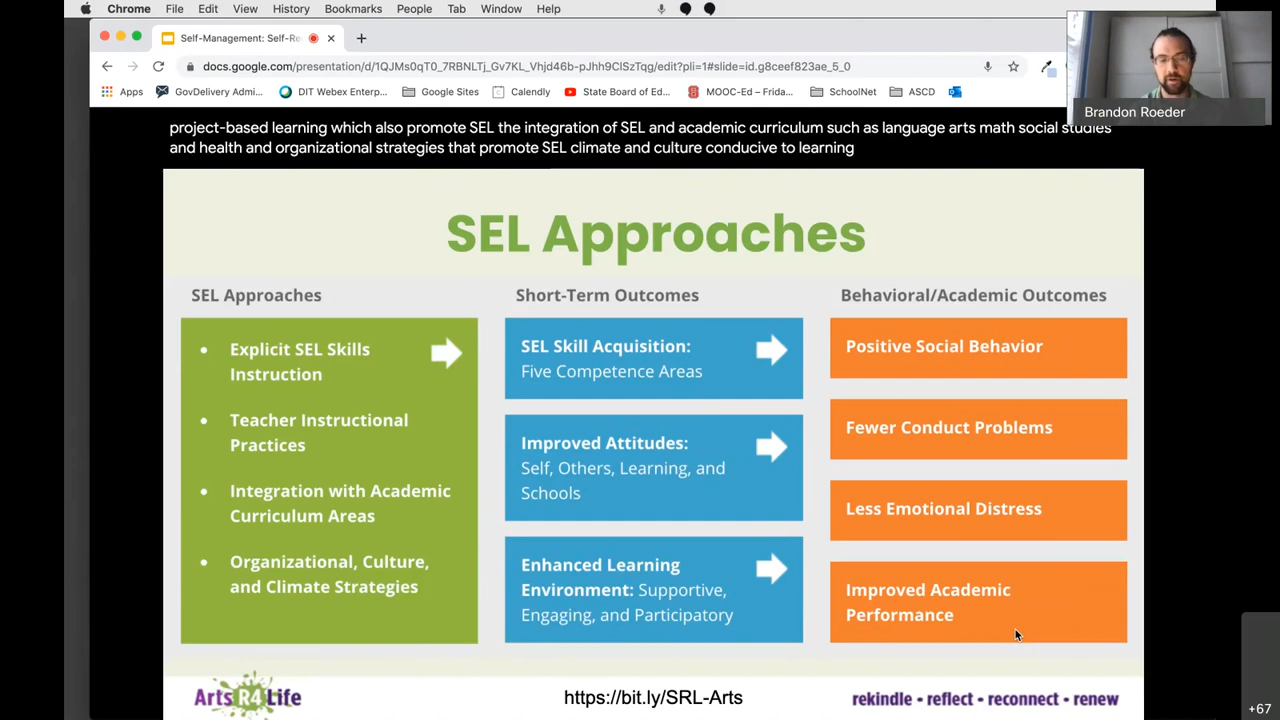 Chrome File Edit View History Bookmarks People Tab Window Help
Self-Management: Self-Re
docs.google.com/presentation/d/1QJMs0qT0_7RBNLTj_Gv7KL_Vhjd46b-pJhh9ClSzTqg/edit?pli=1#slide=id.g8ceef823ae_5_0
Apps GovDelivery Admi... DIT Webex Enterp... Google Sites Calendly State Board of Ed... MOOC-Ed – Frida... SchoolNet ASCD
Brandon Roeder
project-based learning which also promote SEL the integration of SEL and academic curriculum such as language arts math social studies
and health and organizational strategies that promote SEL climate and culture conducive to learning
SEL Approaches
SEL Approaches
• Explicit SEL Skills
Instruction
• Teacher Instructional
Practices
• Integration with Academic
Curriculum Areas
• Organizational, Culture,
and Climate Strategies
Short-Term Outcomes
SEL Skill Acquisition:
Five Competence Areas
Improved Attitudes:
Self, Others, Learning, and
Schools
Enhanced Learning
Environment: Supportive,
Engaging, and Participatory
Behavioral/Academic Outcomes
Positive Social Behavior
Fewer Conduct Problems
Less Emotional Distress
Improved Academic
Performance
Arts R4 Life
https://bit.ly/SRL-Arts
rekindle • reflect • reconnect • renew
+67